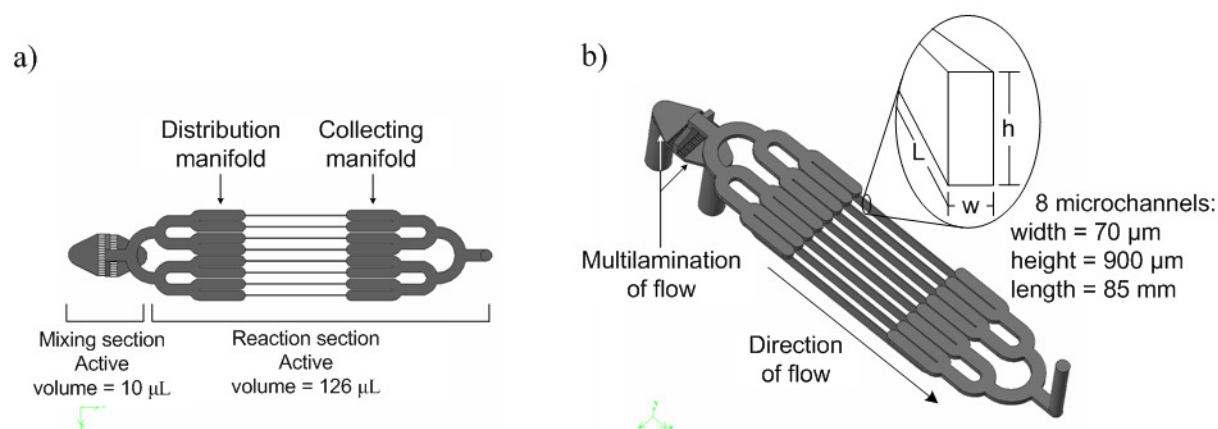 a)
Distribution
manifold
Collecting
manifold
Mixing section
Active
volume = 10 μL
Reaction section
Active
volume = 126 μL
b)
h
L
w
8 microchannels:
width = 70 μm
height = 900 μm
length = 85 mm
Multilamination
of flow
Direction
of flow